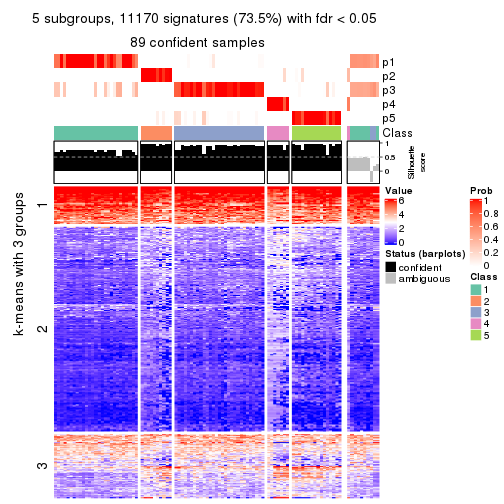 5 subgroups, 11170 signatures (73.5%) with fdr < 0.05
89 confident samples
p1
p2
p3
p4
p5
Class
1
0.5
0
Silhouette
score
k-means with 3 groups
1
2
3
Value
6
4
2
0
Status (barplots)
confident
ambiguous
Prob
1
0.8
0.6
0.4
0.2
0
Class
1
2
3
4
5